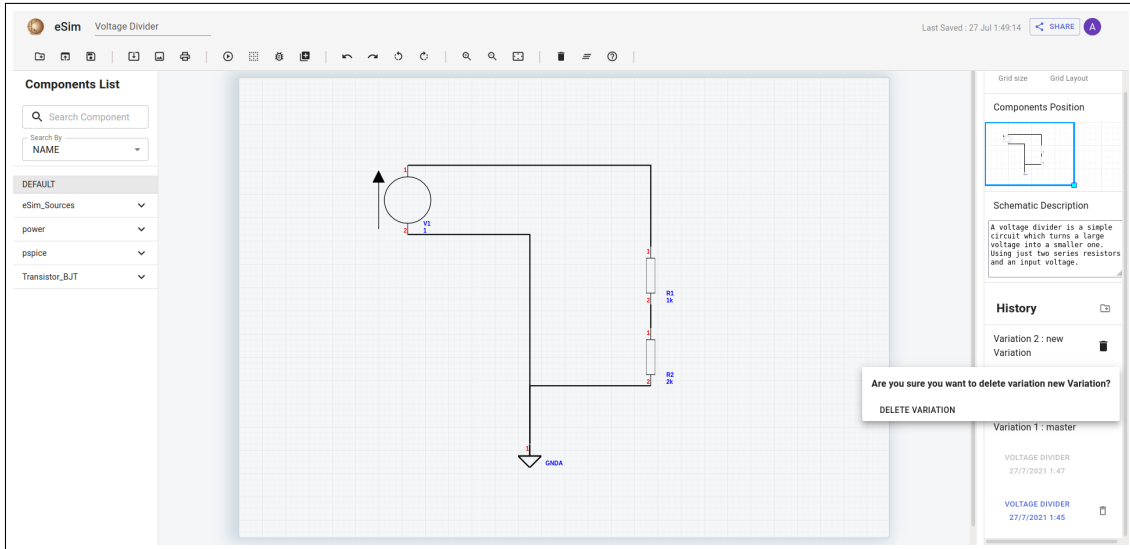 eSim
Voltage Divider
Last Saved : 27 Jul 1:49:14
SHARE
A
Components List
Search Component
Search By
NAME
DEFAULT
eSim_Sources
power
pspice
Transistor_BJT
1
2
V1
1
1
2
R1
1k
1
2
R2
2k
1
GNDA
Grid size
Grid Layout
Components Position
Schematic Description
A voltage divider is a simple
circuit which turns a large
voltage into a smaller one.
Using just two series resistors
and an input voltage.
History
Variation 2 : new
Variation
Are you sure you want to delete variation new Variation?
DELETE VARIATION
Variation 1 : master
VOLTAGE DIVIDER
27/7/2021 1:47
VOLTAGE DIVIDER
27/7/2021 1:45